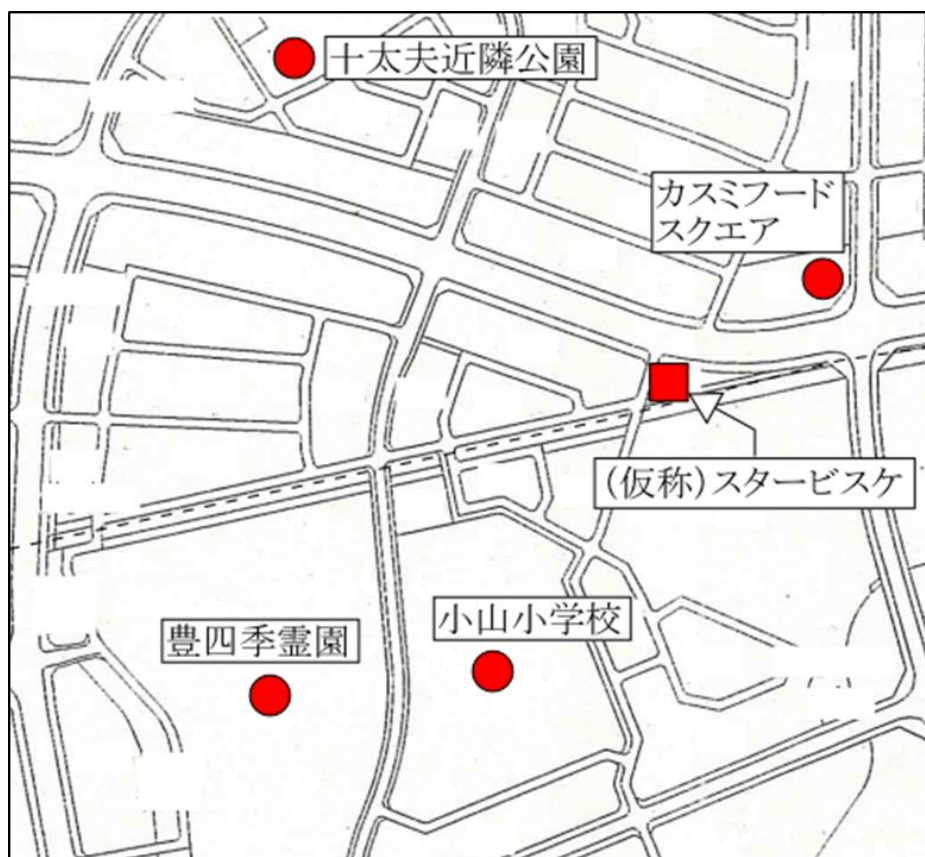 十太夫近隣公園
カスミフード
スクエア
(仮称)スタービスケ
小山小学校
豊四季霊園